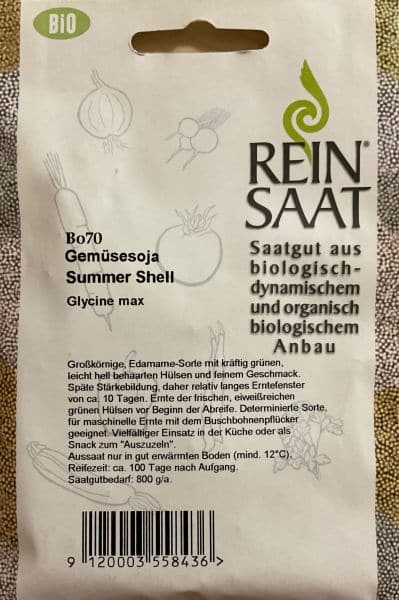 BiO
REIN
SAAT®
Saatgut aus
biologisch-
dynamischem
und organisch
biologischem
Anbau
Bo70
Gemüsesoja
Summer Shell
Glycine max
Großkörnige, Edamame-Sorte mit kräftig grünen,
leicht hell behaarten Hülsen und feinem Geschmack.
Späte Stärkebildung, daher relativ langes Erntefenster
von ca. 10 Tagen. Ernte der frischen, eiweißreichen
grünen Hülsen vor Beginn der Abreife. Determinierte Sorte,
für maschinelle Ernte mit dem Buschbohnenpflücker
geeignet. Vielfältiger Einsatz in der Küche oder als
Snack zum "Auszuzeln".
Aussaat nur in gut erwärmten Boden (mind. 12°C).
Reifezeit: ca. 100 Tage nach Aufgang.
Saatgutbedarf: 800 g/a.
9 120003 558436 >